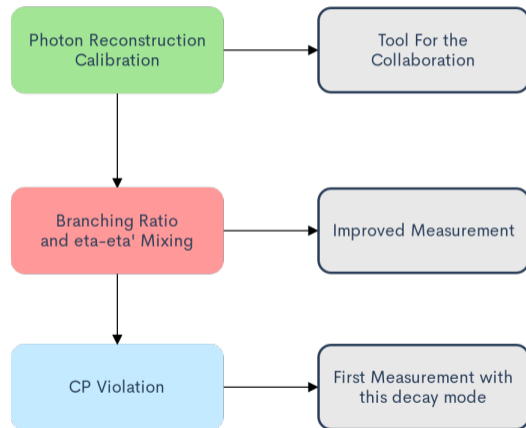 Photon Reconstruction
Calibration
Tool For the
Collaboration
Branching Ratio
and eta-eta' Mixing
Improved Measurement
CP Violation
First Measurement with
this decay mode